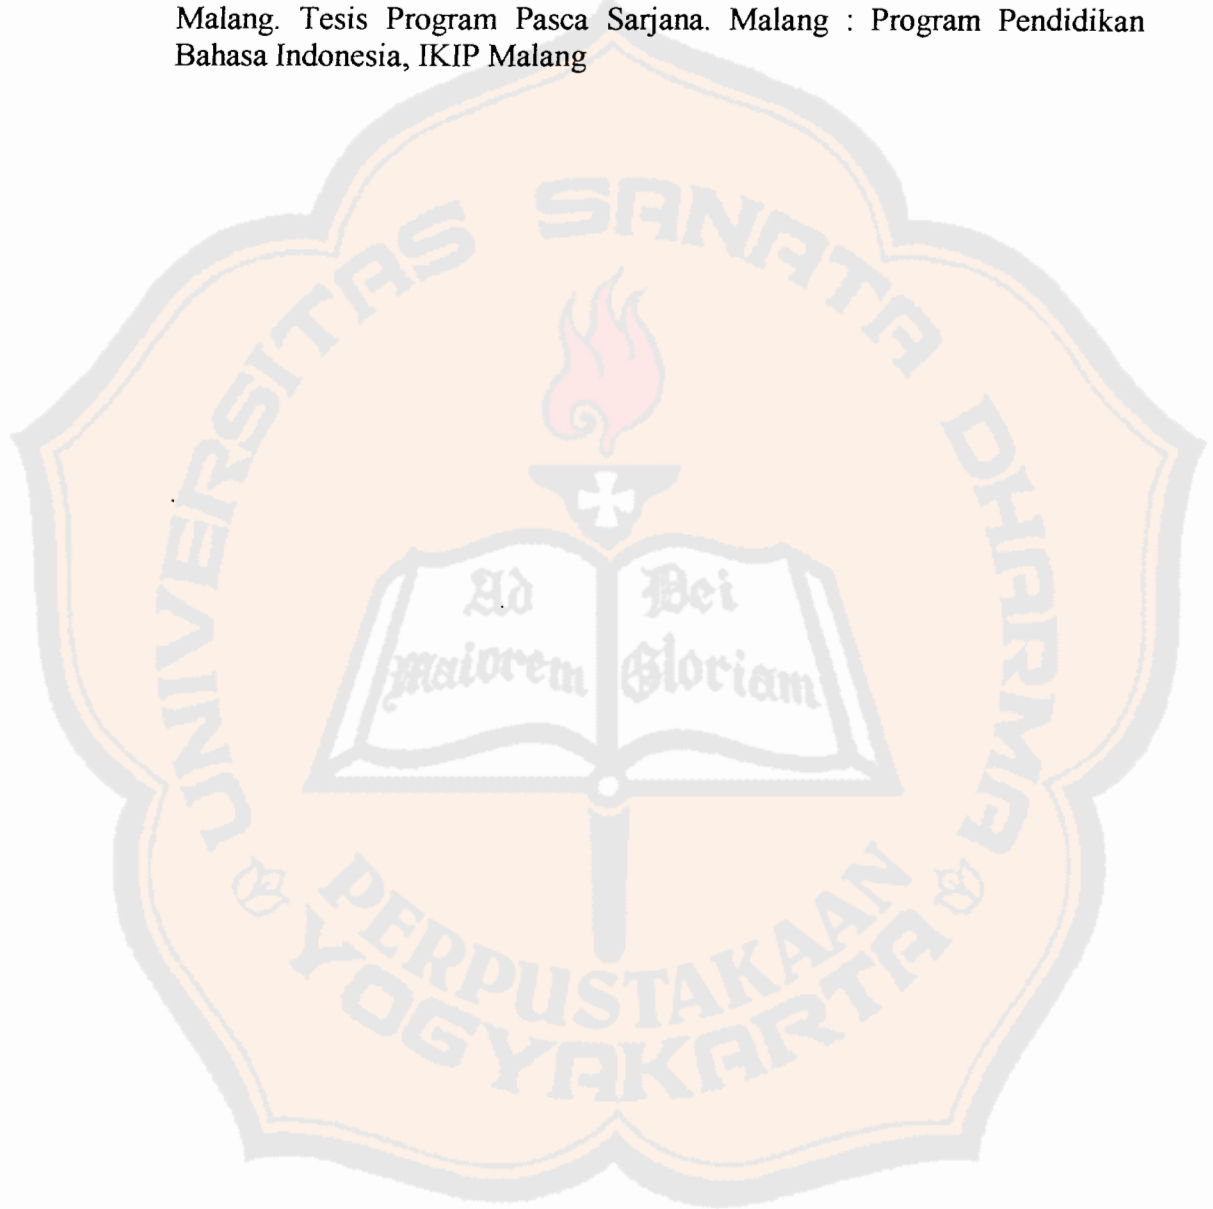 Malang. Tesis Program Pasca Sarjana. Malang : Program Pendidikan
Bahasa Indonesia, IKIP Malang
UNIVERSITAS SANATA DHARMA
Ad
maiorem
Dei
Gloriam
PERPUSTAKAAN
YOGYAKARTA